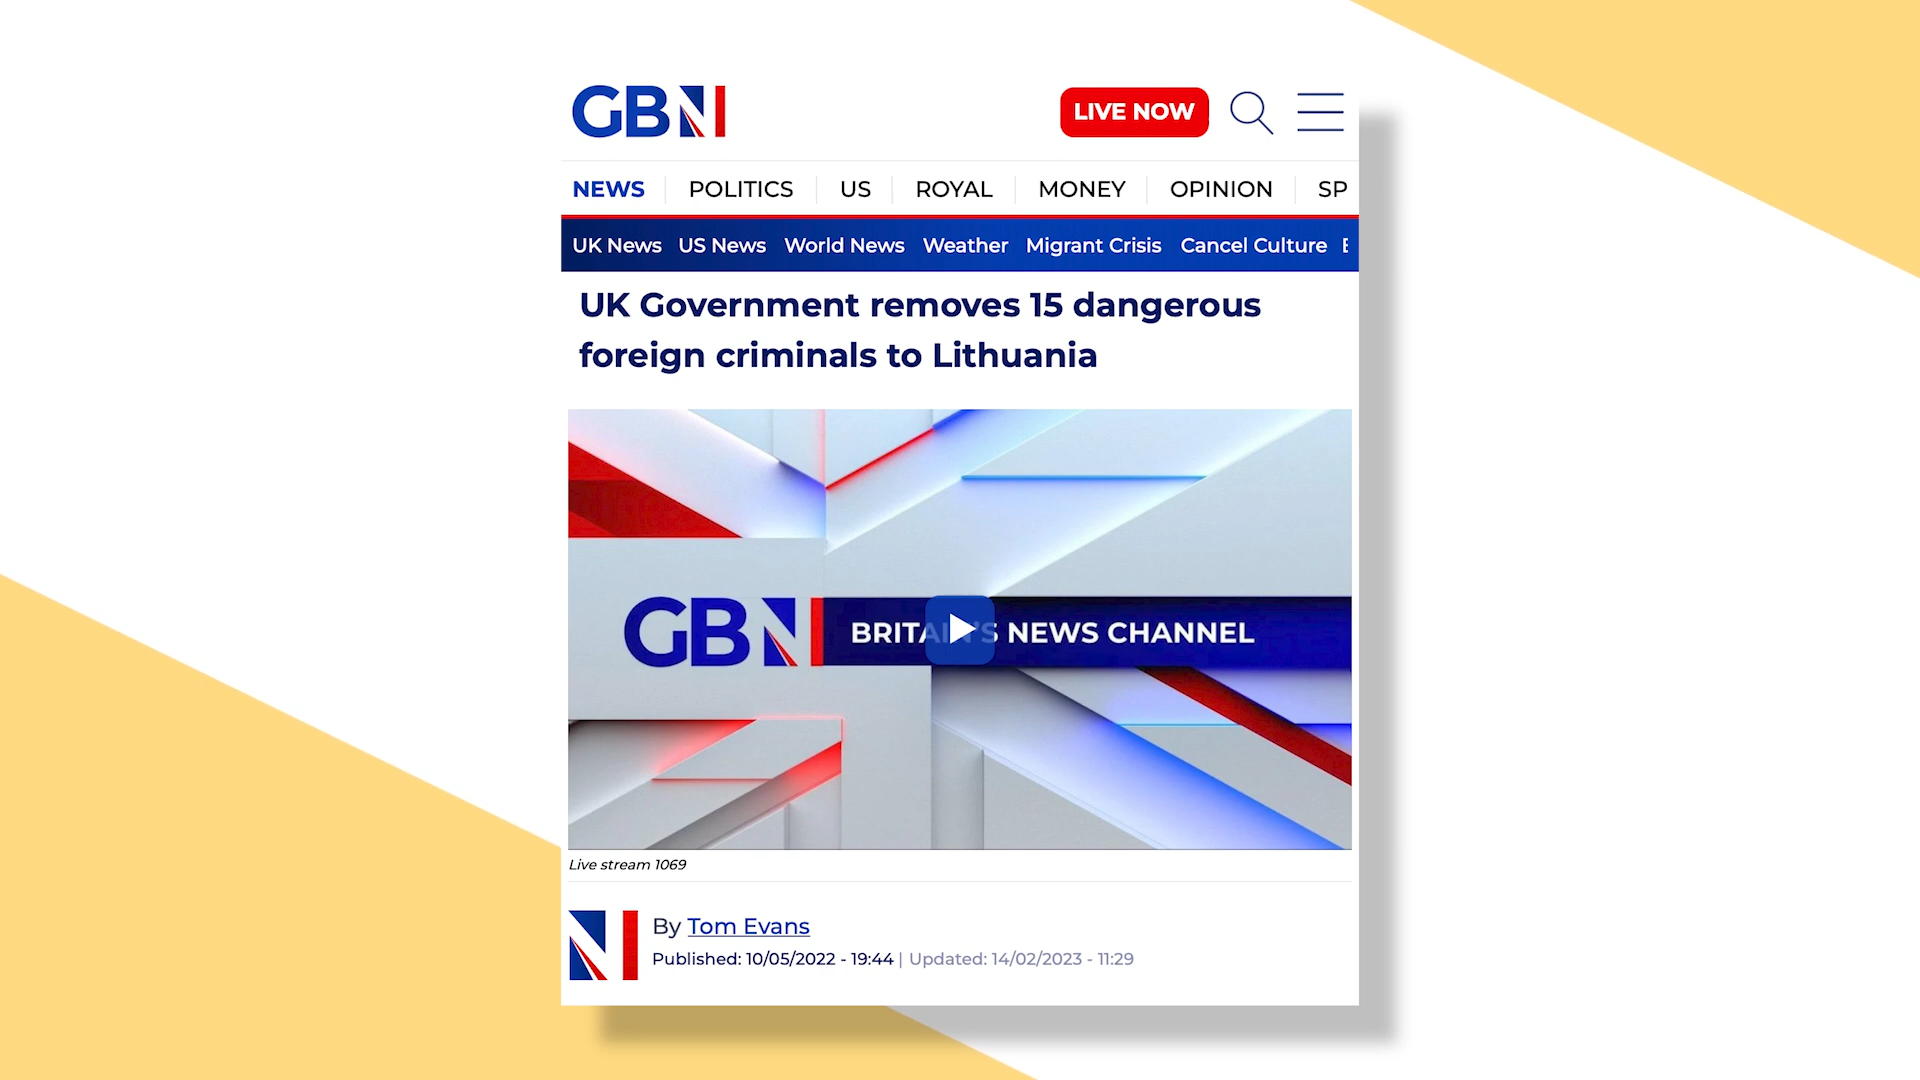 GBN
LIVE NOW
NEWS POLITICS US ROYAL MONEY OPINION SP
UK News US News World News Weather Migrant Crisis Cancel Culture
UK Government removes 15 dangerous
foreign criminals to Lithuania
GBN BRITAIN'S NEWS CHANNEL
Live stream 1069
N
By Tom Evans
Published: 10/05/2022 - 19:44 | Updated: 14/02/2023 - 11:29